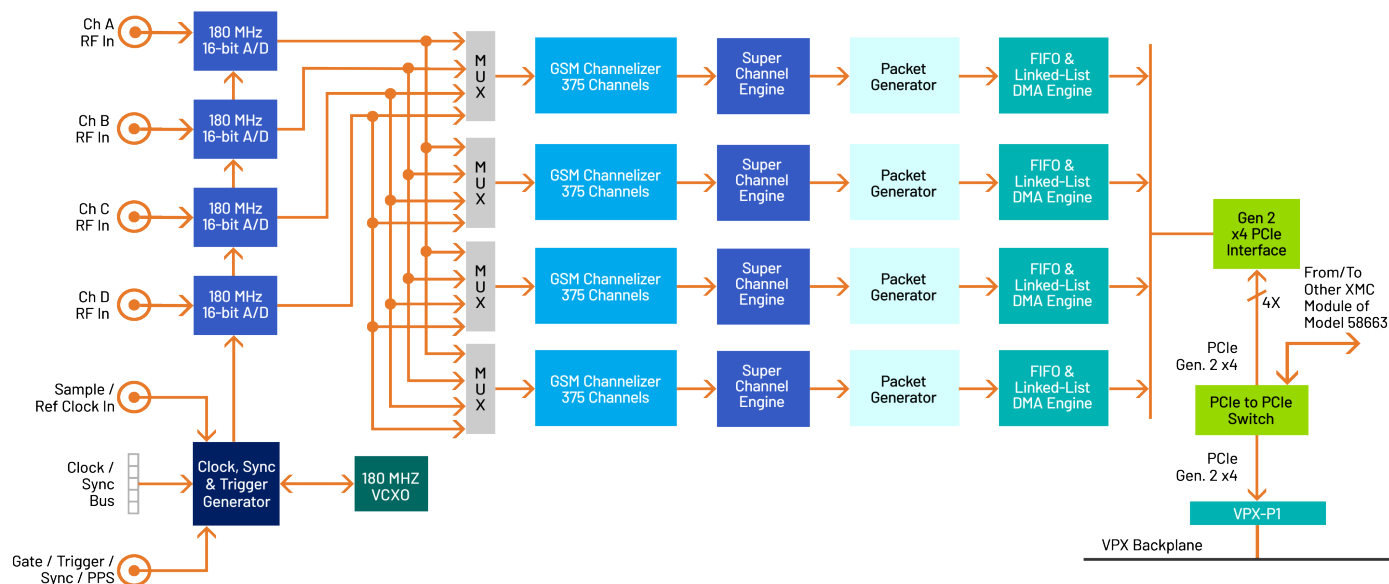 Ch A
RF In
180 MHz
16-bit A/D
Ch B
RF In
180 MHz
16-bit A/D
Ch C
RF In
180 MHz
16-bit A/D
Ch D
RF In
180 MHz
16-bit A/D
Sample /
Ref Clock In
Clock /
Sync
Bus
Gate / Trigger /
Sync / PPS
Clock, Sync
& Trigger
Generator
180 MHZ
VCXO
M
U
X
GSM Channelizer
375 Channels
Super
Channel
Engine
Packet
Generator
FIFO &
Linked-List
DMA Engine
M
U
X
GSM Channelizer
375 Channels
Super
Channel
Engine
Packet
Generator
FIFO &
Linked-List
DMA Engine
M
U
X
GSM Channelizer
375 Channels
Super
Channel
Engine
Packet
Generator
FIFO &
Linked-List
DMA Engine
M
U
X
GSM Channelizer
375 Channels
Super
Channel
Engine
Packet
Generator
FIFO &
Linked-List
DMA Engine
Gen 2
x4 PCIe
Interface
4X
From/To
Other XMC
Module of
Model 58663
PCIe
Gen. 2 x4
PCIe to PCIe
Switch
PCIe
Gen. 2 x4
VPX-P1
VPX Backplane